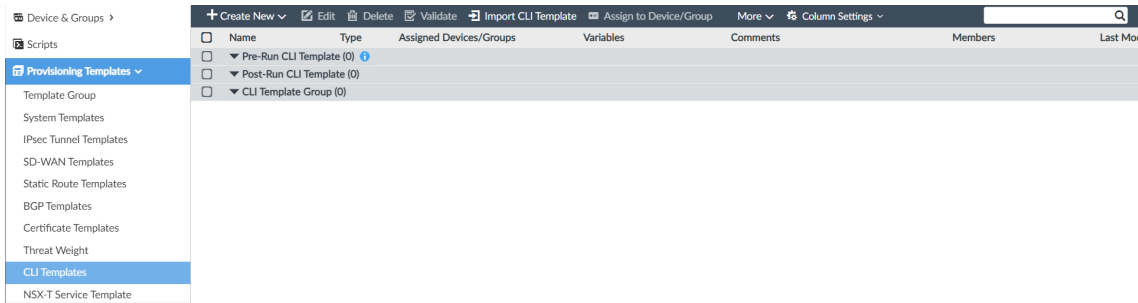 Device & Groups
Scripts
Provisioning Templates
Template Group
System Templates
IPsec Tunnel Templates
SD-WAN Templates
Static Route Templates
BGP Templates
Certificate Templates
Threat Weight
CLI Templates
NSX-T Service Template
Create New Edit Delete Validate Import CLI Template Assign to Device/Group More Column Settings
Name Type Assigned Devices/Groups Variables Comments Members Last Mod
Pre-Run CLI Template (0)
Post-Run CLI Template (0)
CLI Template Group (0)